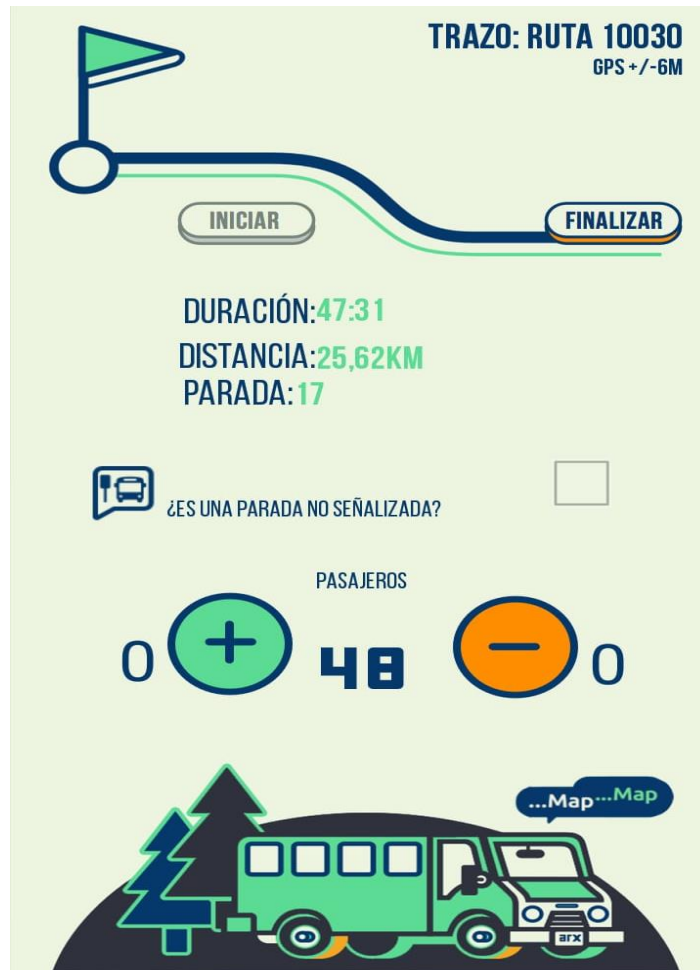 TRAZO: RUTA 10030
GPS +/-6M
INICIAR
FINALIZAR
DURACIÓN:47:31
DISTANCIA:25,62KM
PARADA:17
¿ES UNA PARADA NO SEÑALIZADA?
PASAJEROS
0 + 48 − 0
...Map...Map
arx